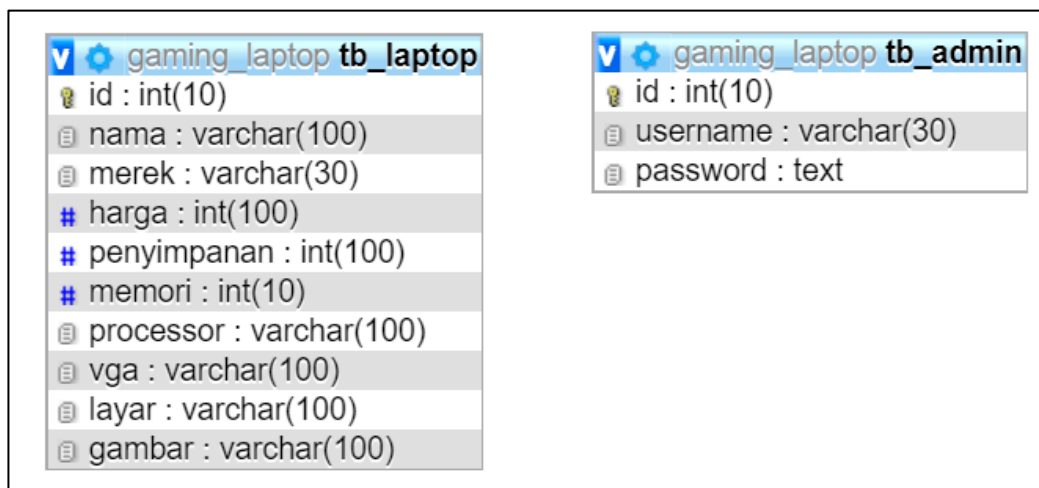 gaming_laptop tb_laptop
id : int(10)
nama : varchar(100)
merek : varchar(30)
# harga : int(100)
# penyimpanan : int(100)
# memori : int(10)
processor : varchar(100)
vga : varchar(100)
layar : varchar(100)
gambar : varchar(100)
gaming_laptop tb_admin
id : int(10)
username : varchar(30)
password : text